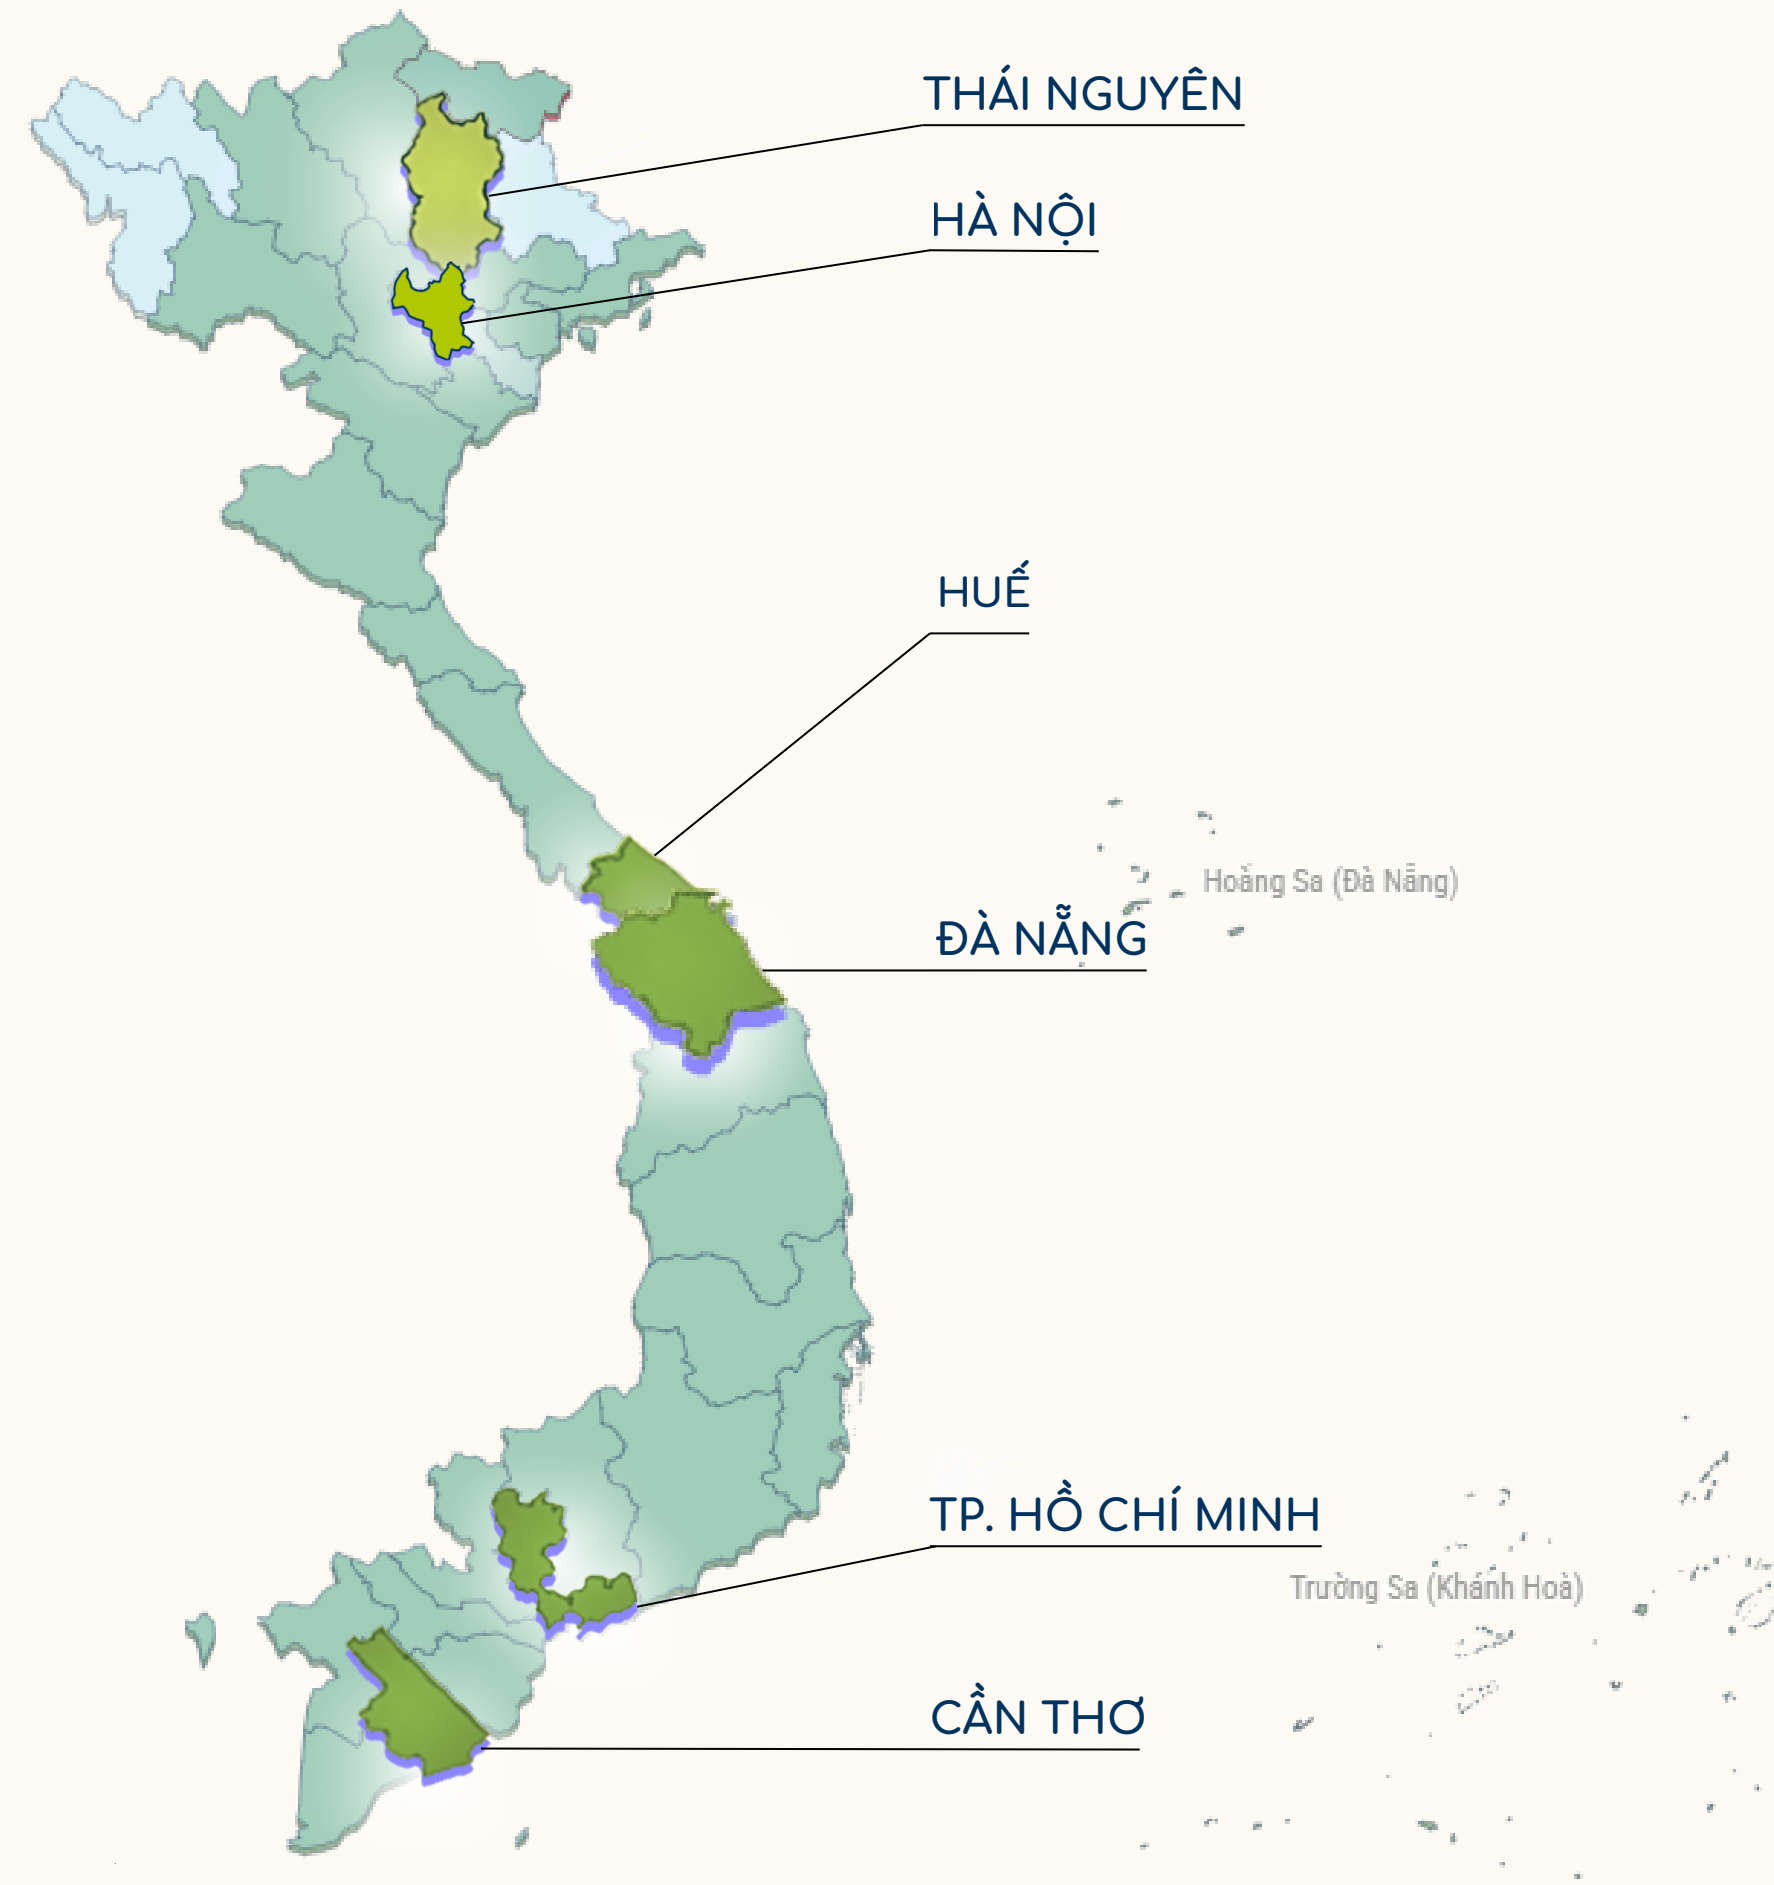 THÁI NGUYÊN
HÀ NỘI
HUẾ
Hoàng Sa (Đà Nẵng)
ĐÀ NẴNG
TP. HỒ CHÍ MINH
Trường Sa (Khánh Hoà)
CẦN THƠ